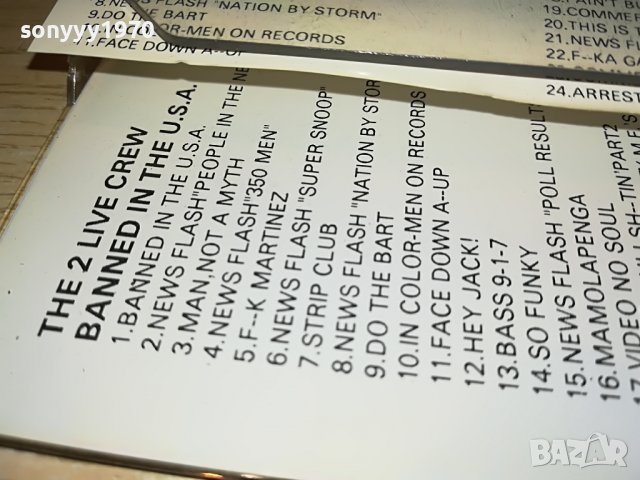 sonyyy1970
8.NEWS FLASH "NATION BY STORM"
9.DO THE BART
COLOR-MEN ON RECORDS
11.FACE DOWN A--UP
19.COMME
20.THIS IS T
21.NEWS F
22.F--KA GA
24.ARREST
THE 2 LIVE CREW
BANNED IN THE U.S.A.
1.BANNED IN THE U.S.A.
2.NEWS FLASH"PEOPLE IN THE NE
3.MAN,NOT A MYTH
4.NEWS FLASH"350 MEN"
5.F--K MARTINEZ
6.NEWS FLASH "SUPER SNOOP"
7.STRIP CLUB
8.NEWS FLASH "NATION BY STOR
9.DO THE BART
10.IN COLOR-MEN ON RECORDS
11.FACE DOWN A--UP
12.HEY JACK!
13.BASS 9-1-7
14.SO FUNKY
15.NEWS FLASH "POLL RESULT
16.MAMOLAPENGA
17.VIDEO NO SOUL
SH--TIN'PART2
BAZAR.bg